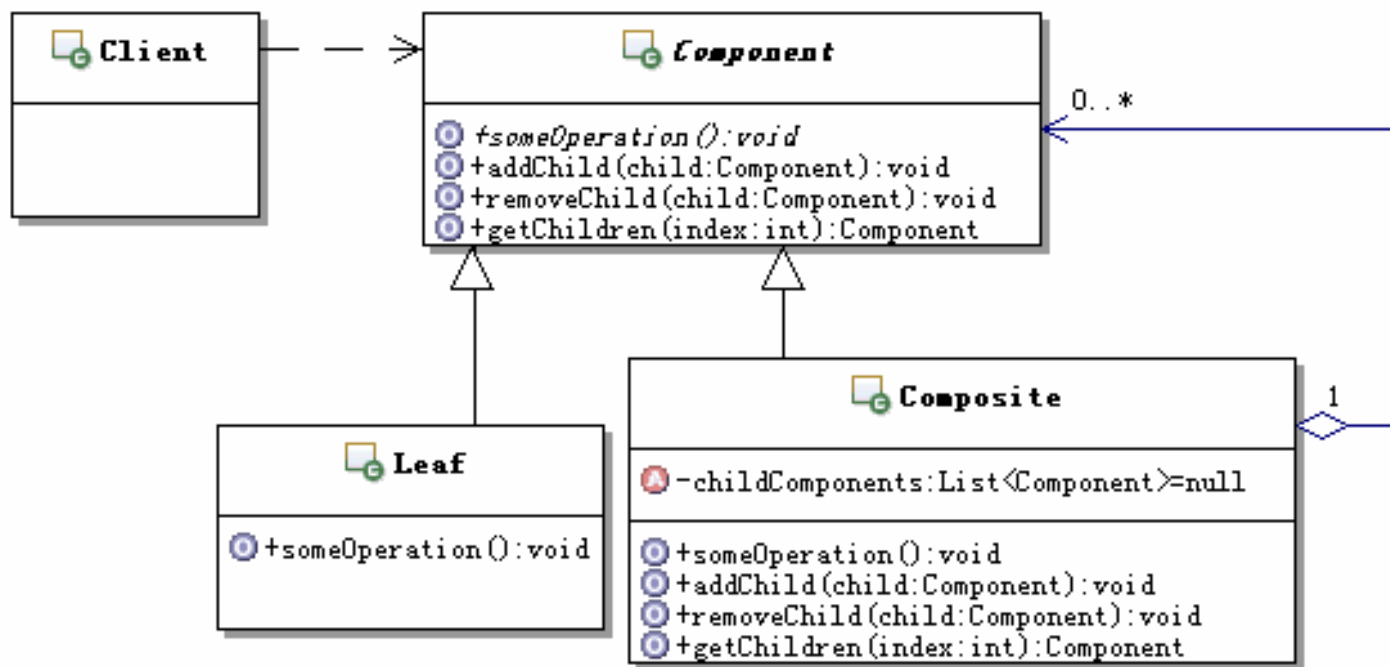 Client
Component
0..*
+someOperation():void
+addChild(child:Component):void
+removeChild(child:Component):void
+getChildren(index:int):Component
Composite
1
Leaf
-childComponents:List<Component>=null
+someOperation():void
+someOperation():void
+addChild(child:Component):void
+removeChild(child:Component):void
+getChildren(index:int):Component